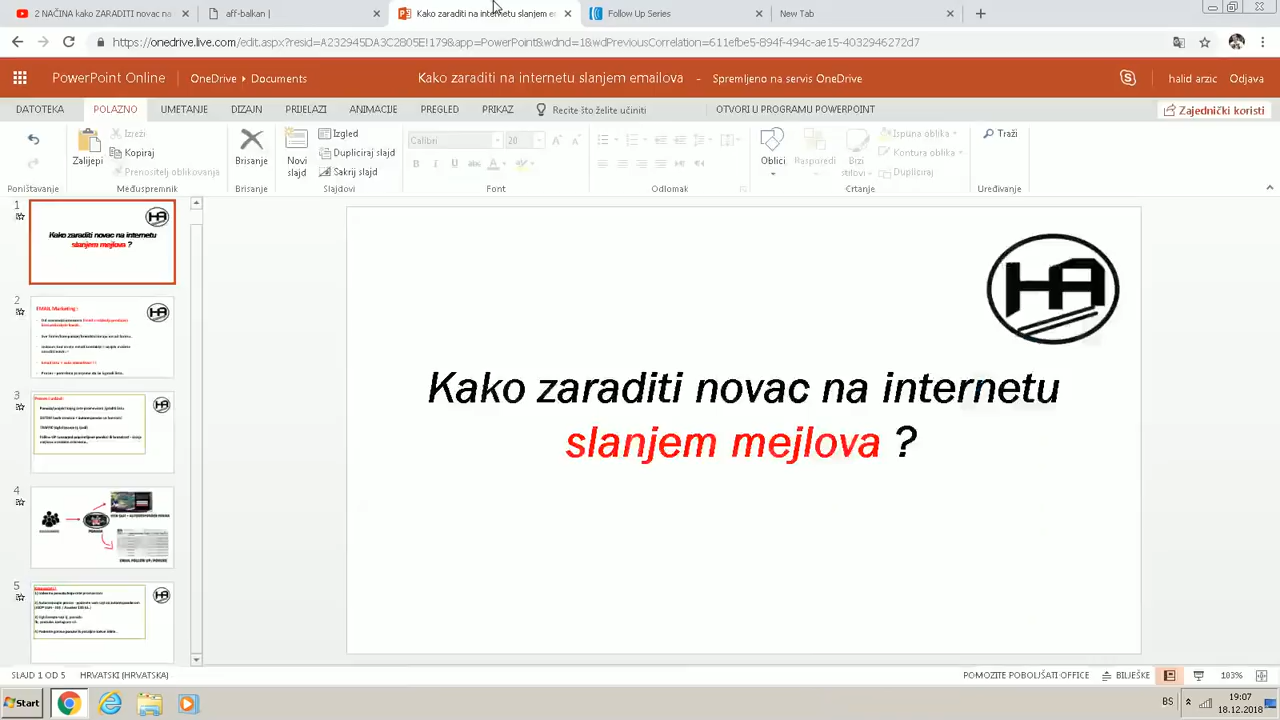 2 NAČINA kako ZARADITI novac na
aff-balkan |
Kako zaraditi na internetu slanjem e
Follow Up Series
New Tab
https://onedrive.live.com/edit.aspx?resid=A232945DA3C2805E!179&app=PowerPoint&wdnd=1&wdPreviousCorrelation=611efbe5-894f-494c-ae15-4032946272d7
PowerPoint Online
OneDrive ▸ Documents
Kako zaraditi na internetu slanjem emailova – Spremljeno na servis OneDrive
halid arzic
Odjava
DATOTEKA POLAZNO UMETANJE DIZAJN PRIJELAZI ANIMACIJE PREGLED PRIKAZ Recite što želite učiniti OTVORI U PROGRAMU POWERPOINT Zajednički koristi
Izreži
Zalijepi
Kopiraj
Prenositelj oblikovanja
Brisanje
Novi slajd
Izgled
Dupliciraj slajd
Sakrij slajd
Calibri 20
Oblici
Rasporedi
Brzi stilovi
Ispuna oblika
Kontura oblika
Dupliciraj
Traži
Poništavanje Međuspremnik Brisanje Slajdovi Font Odlomak Crtanje Uređivanje
1
Kako zaraditi novac na internetu
slanjem mejlova ?
2
EMAIL Marketing :
3
4
5
HA
Kako zaraditi novac na internetu
slanjem mejlova ?
SLAJD 1 OD 5 HRVATSKI (HRVATSKA) POMOZITE POBOLJŠATI OFFICE BILJEŠKE 103%
Start
BS
19:07
18.12.2018